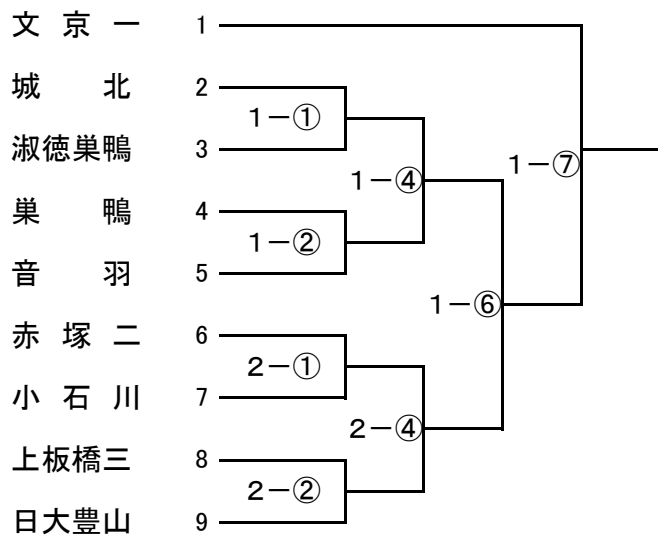 文京一 1
城北 2
1－①
淑徳巣鴨 3
1－④
1－⑦
巣鴨 4
1－②
音羽 5
1－⑥
赤塚二 6
2－①
小石川 7
2－④
上板橋三 8
2－②
日大豊山 9